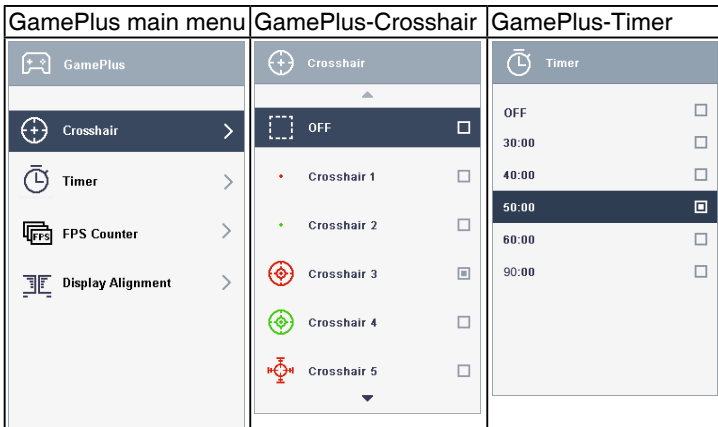 GamePlus main menu
GamePlus
Crosshair
Timer
FPS
FPS Counter
Display Alignment
GamePlus-Crosshair
Crosshair
OFF
Crosshair 1
Crosshair 2
Crosshair 3
Crosshair 4
Crosshair 5
GamePlus-Timer
Timer
OFF
30:00
40:00
50:00
60:00
90:00